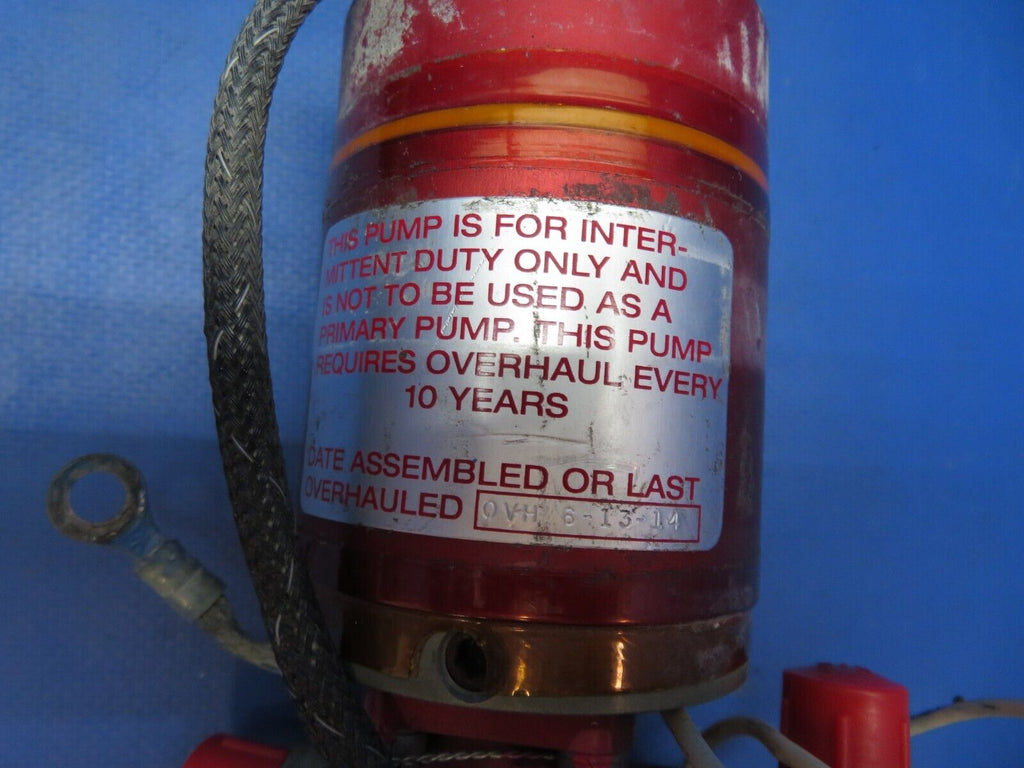 THIS PUMP IS FOR INTER-
MITTENT DUTY ONLY AND
IS NOT TO BE USED AS A
PRIMARY PUMP. THIS PUMP
REQUIRES OVERHAUL EVERY
10 YEARS
DATE ASSEMBLED OR LAST
OVERHAULED OVH 6-13-14